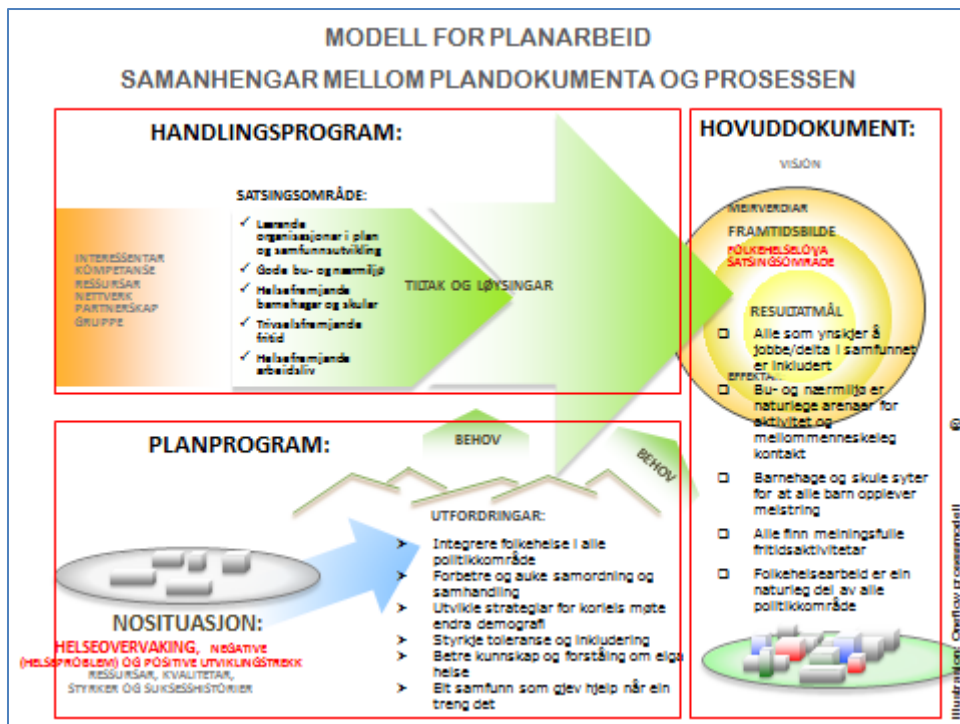 MODELL FOR PLANARBEID
SAMANHENGAR MELLOM PLANDOKUMENTA OG PROSESSEN
HANDLINGSPROGRAM:
INTERESSENTAR
KOMPETANSE
RESSURSAR
NETTVERK
PARTNERSKAP
GRUPPE
SATSINGSOMRÅDE:
✓ Lærande
organisasjoner i plan
og samfunnsutvikling
✓ Gode bu- og nærmiljø
✓ Helsefremjande
barnehagar og skular
✓ Trivselsfremjande
fritid
✓ Helsefremjande
arbeidsliv
TILTAK OG LØYSINGAR
HOVUDDOKUMENT:
VISJON
MEIRVERDIAR
FRAMTIDSBILDE
FOLKEHELSELOVA
SATSINGSOMRÅDE
RESULTATMÅL
❑ Alle som ynskjer å
jobbe/delta i samfunnet
er inkludert
EFFEKTAR
❑ Bu- og nærmiljø er
naturlege arenaer for
aktivitet og
mellommenneskeleg
kontakt
❑ Barnehage og skule syter
for at alle barn opplever
meistring
❑ Alle finn meiningsfulle
fritidsaktivitetar
❑ Folkehelsearbeid er ein
naturleg del av alle
politikkområde
PLANPROGRAM:
BEHOV
BEHOV
UTFORDRINGAR:
➤ Integrere folkehelse i alle
politikkområde
➤ Forbetre og auke samordning og
samhandling
➤ Utvikle strategiar for korleis møte
endra demografi
➤ Styrkje toleranse og inkludering
➤ Betre kunnskap og forståing om eiga
helse
➤ Eit samfunn som gjev hjelp når ein
treng det
NOSITUASJON:
HELSEOVERVAKING, NEGATIVE
(HELSEPROBLEM) OG POSITIVE UTVIKLINGSTREKK
RESSURSAR, KVALITETAR,
STYRKER OG SUKSESSHISTORIER
Illustrasjon: Oneflow prosessmodell